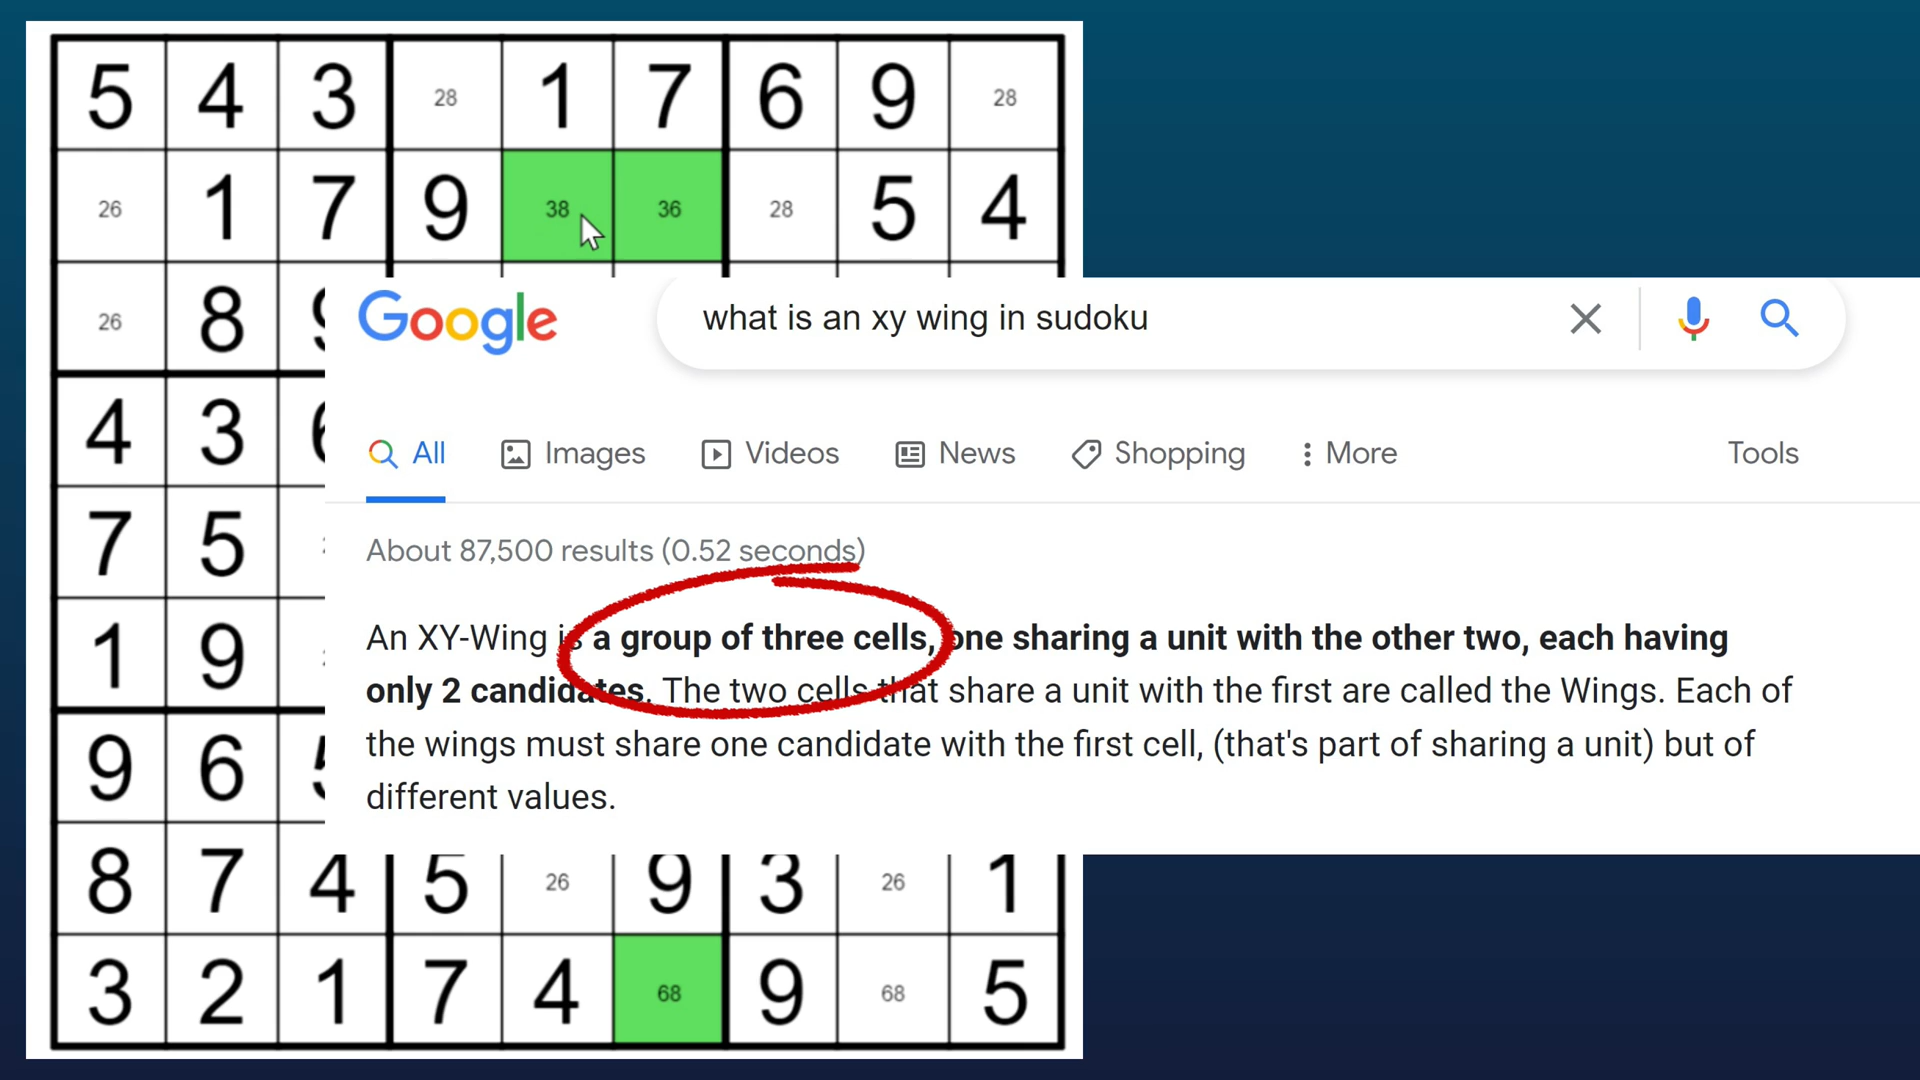 5 4 3 28 1 7 6 9 28
26 1 7 9 38 36 28 5 4
26 8
Google what is an xy wing in sudoku
4 3
All Images Videos News Shopping More Tools
7 5
About 87,500 results (0.52 seconds)
1 9
An XY-Wing is a group of three cells, one sharing a unit with the other two, each having
only 2 candidates. The two cells that share a unit with the first are called the Wings. Each of
the wings must share one candidate with the first cell, (that's part of sharing a unit) but of
different values.
9 6
8 7 4 5 26 9 3 26 1
3 2 1 7 4 68 9 68 5